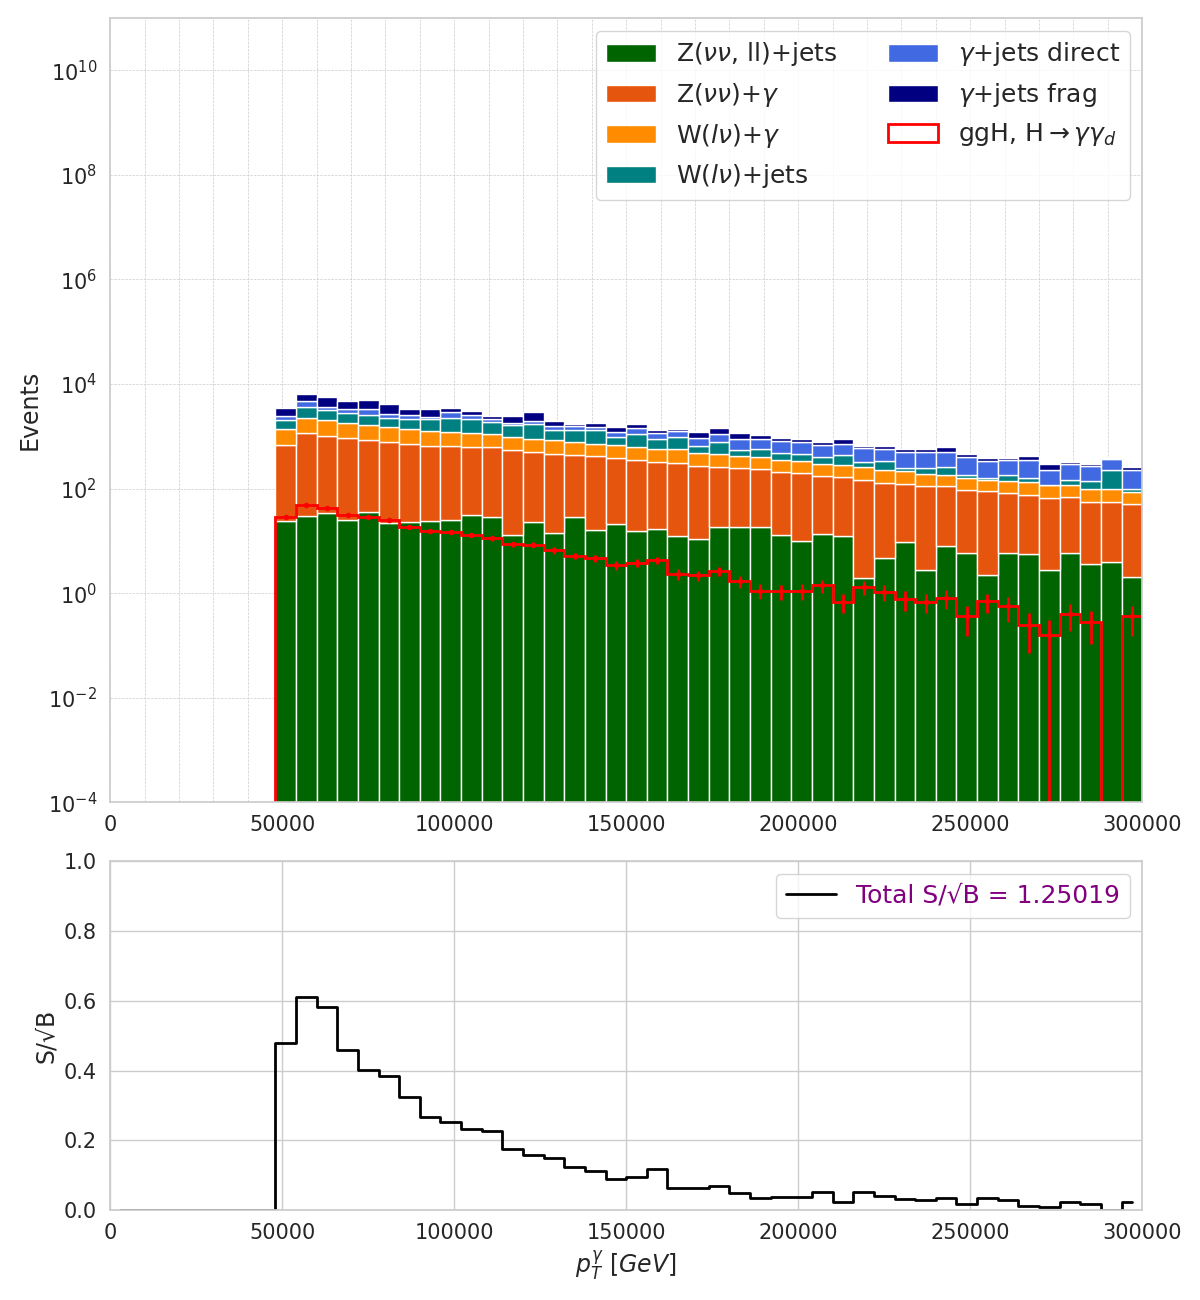 Z(νν, ll)+jets
Z(νν)+γ
W(lν)+γ
W(lν)+jets
γ+jets direct
γ+jets frag
ggH, H→γγ_d
Events
10^10
10^8
10^6
10^4
10^2
10^0
10^−2
10^−4
0 50000 100000 150000 200000 250000 300000
Total S/√B = 1.25019
S/√B
1.0
0.8
0.6
0.4
0.2
0.0
0 50000 100000 150000 200000 250000 300000
p_T^γ [GeV]